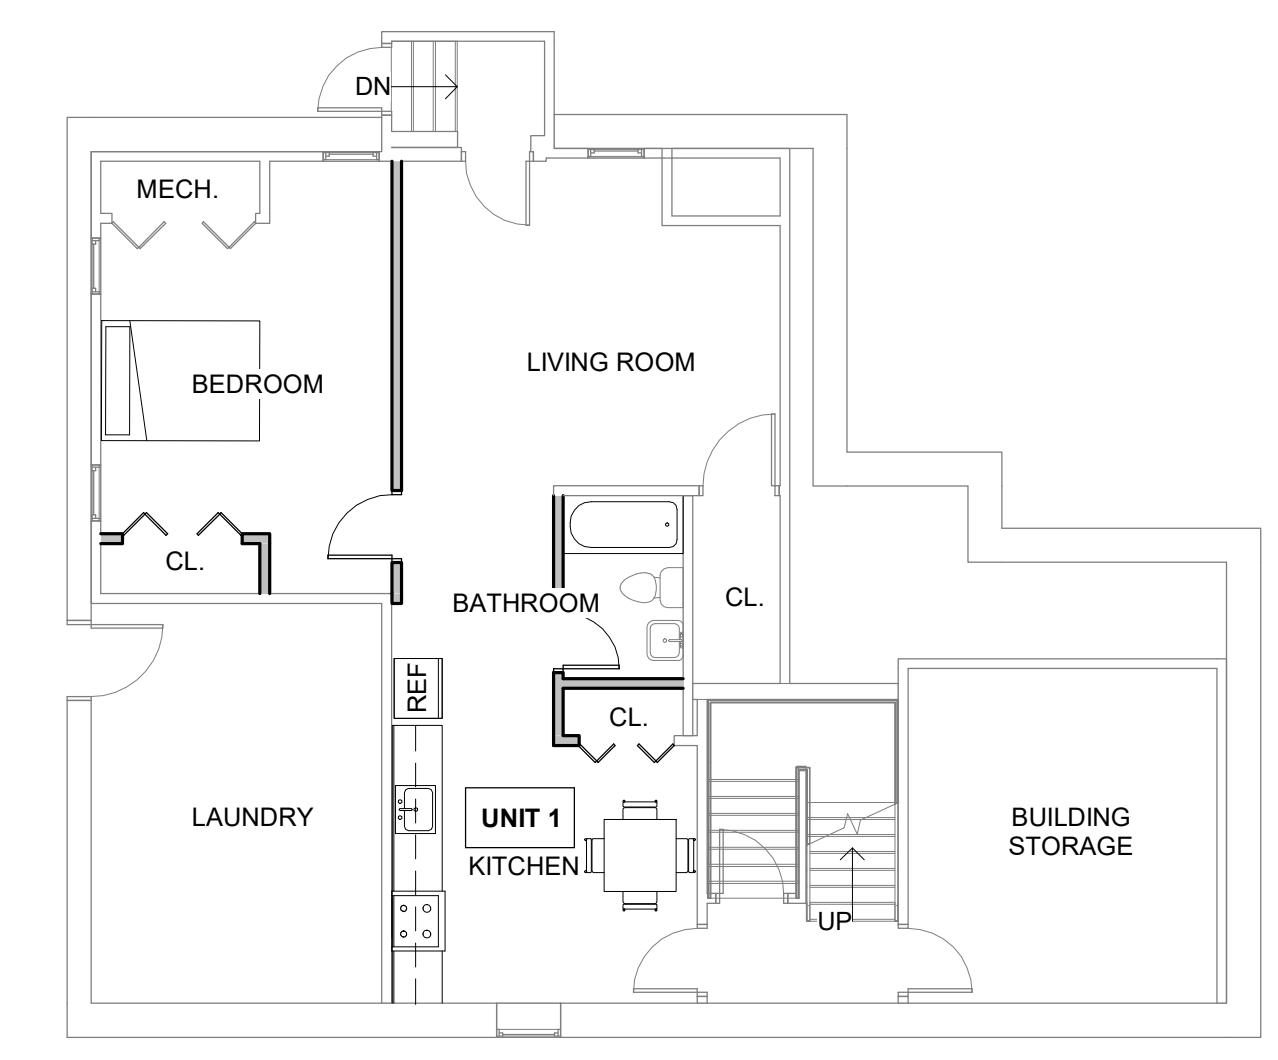 DN
MECH.
LIVING ROOM
BEDROOM
CL.
BATHROOM
CL.
REF
CL.
LAUNDRY
UNIT 1
KITCHEN
BUILDING
STORAGE
UP